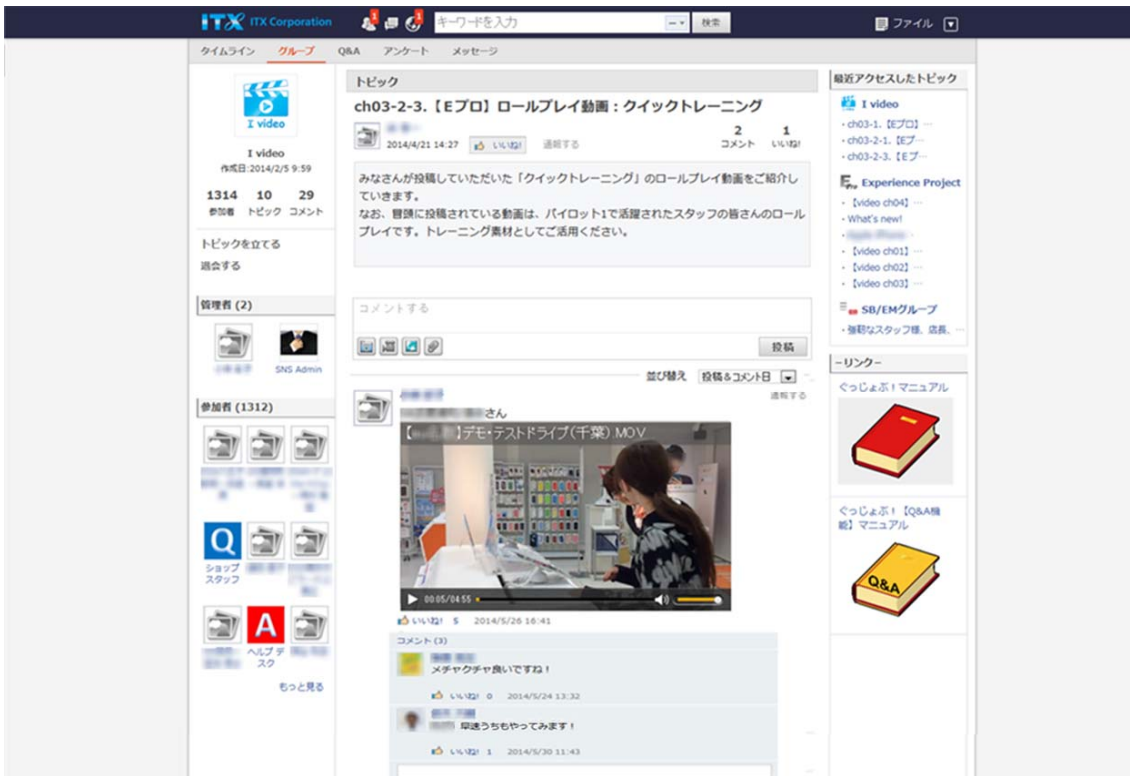 ITX ITX Corporation
1
1
キーワードを入力
検索
ファイル
タイムライン グループ Q&A アンケート メッセージ
I video
I video
作成日:2014/2/5 9:59
1314 10 29
参加者 トピック コメント
トピックを立てる
退会する
管理者 (2)
SNS Admin
参加者 (1312)
Q
ショップ
スタッフ
A
ヘルプデ
スク
もっと見る
トピック
ch03-2-3.【Eプロ】ロールプレイ動画：クイックトレーニング
2014/4/21 14:27 いいね! 通報する
2 1
コメント いいね!
みなさんが投稿していただいた「クイックトレーニング」のロールプレイ動画をご紹介し
ていきます。
なお、冒頭に投稿されている動画は、パイロット1で活躍されたスタッフの皆さんのロール
プレイです。トレーニング素材としてご活用ください。
コメントする
投稿
並び替え 投稿&コメント日
通報する
さん
【 】デモ・テストドライブ(千葉).MOV
00:05/04:55
いいね! 5 2014/5/26 16:41
コメント (3)
メチャクチャ良いですね！
いいね! 0 2014/5/24 13:32
早速うちもやってみます！
いいね! 1 2014/5/30 11:43
最近アクセスしたトピック
I video
・ch03-1.【Eプロ】…
・ch03-2-1.【Eプ…
・ch03-2-3.【Eプ…
Experience Project
・【video ch04】…
・What's new!
・【video ch01】…
・【video ch02】…
・【video ch03】…
SB/EMグループ
・強靭なスタッフ様、店長、…
－リンク－
ぐっじょぶ！マニュアル
ぐっじょぶ！【Q&A機
能】マニュアル
Q&A